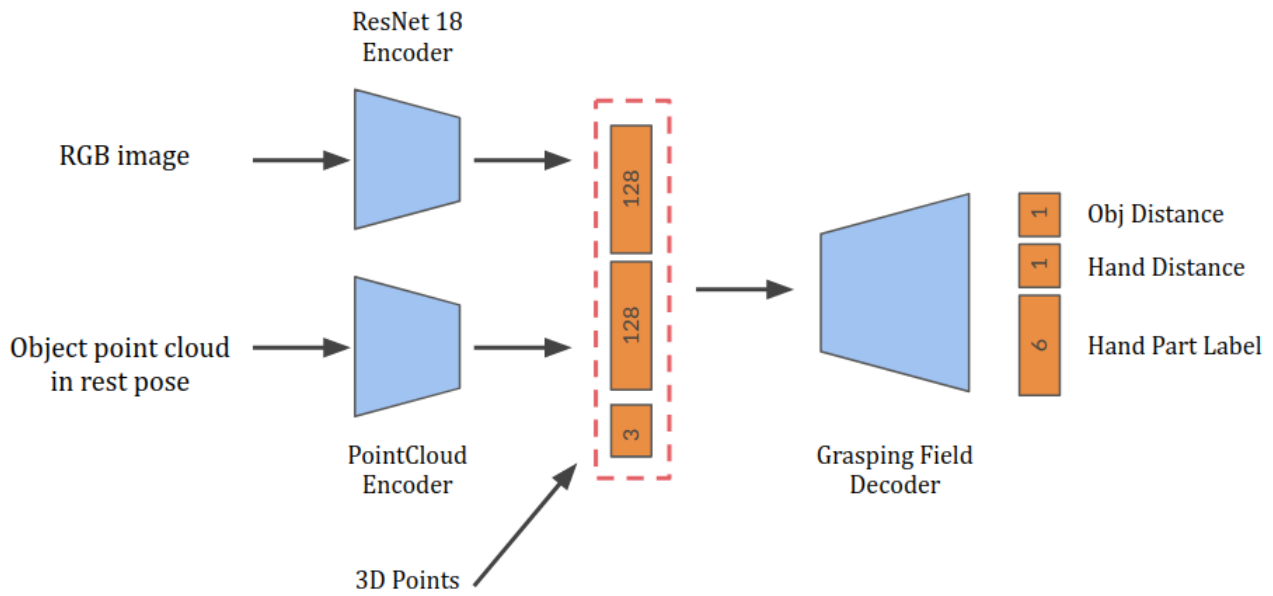 ResNet 18
Encoder
RGB image
128
128
3
Object point cloud
in rest pose
PointCloud
Encoder
3D Points
Grasping Field
Decoder
1
Obj Distance
1
Hand Distance
6
Hand Part Label